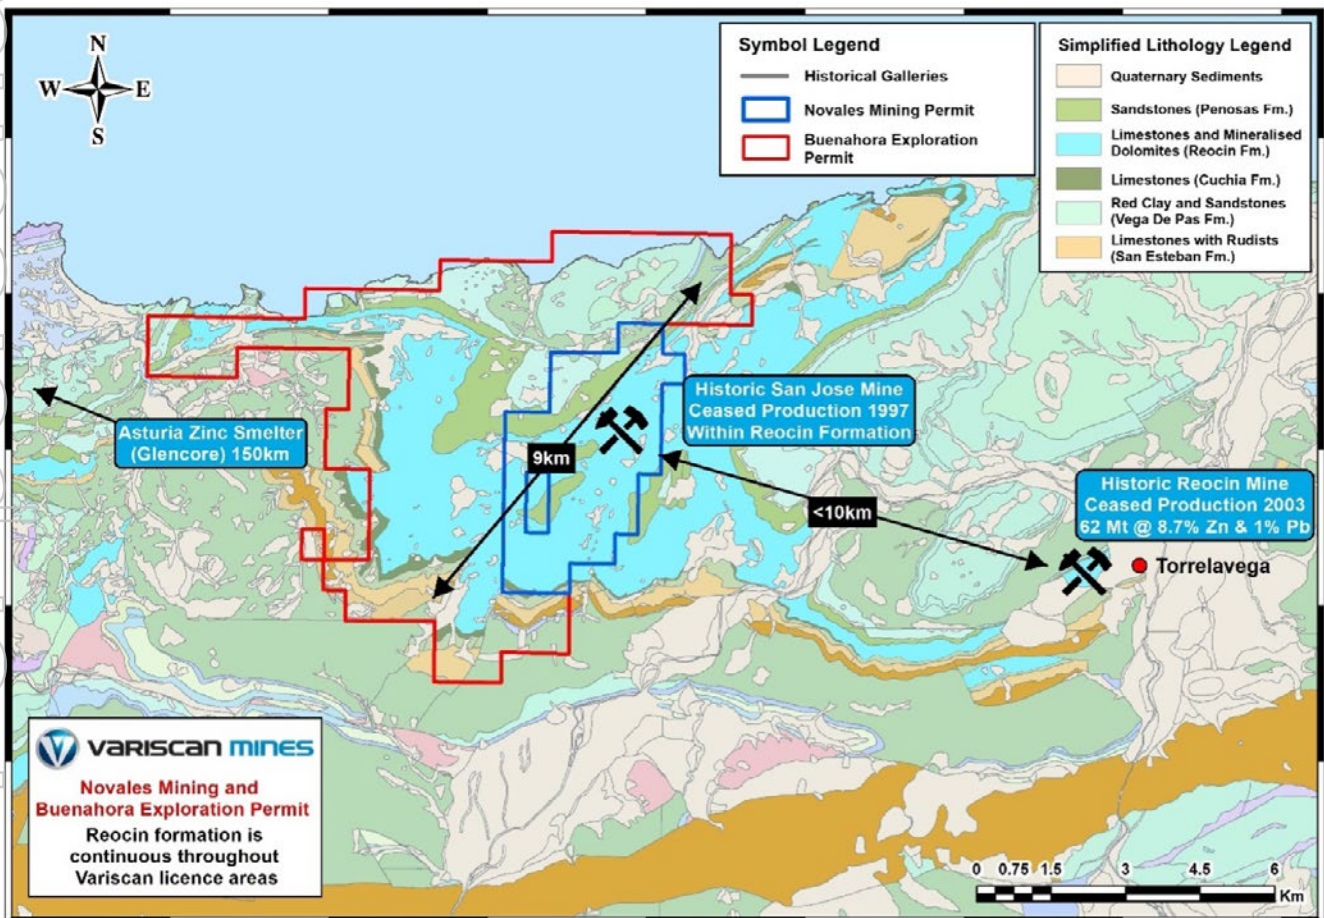 N
W
E
S
Symbol Legend
Historical Galleries
Novales Mining Permit
Buenahora Exploration
Permit
Simplified Lithology Legend
Quaternary Sediments
Sandstones (Penosas Fm.)
Limestones and Mineralised
Dolomites (Reocin Fm.)
Limestones (Cuchia Fm.)
Red Clay and Sandstones
(Vega De Pas Fm.)
Limestones with Rudists
(San Esteban Fm.)
Asturia Zinc Smelter
(Glencore) 150km
9km
Historic San Jose Mine
Ceased Production 1997
Within Reocin Formation
<10km
Historic Reocin Mine
Ceased Production 2003
62 Mt @ 8.7% Zn & 1% Pb
Torrelavega
VARISCAN MINES
Novales Mining and
Buenahora Exploration Permit
Reocin formation is
continuous throughout
Variscan licence areas
0 0.75 1.5 3 4.5 6
Km